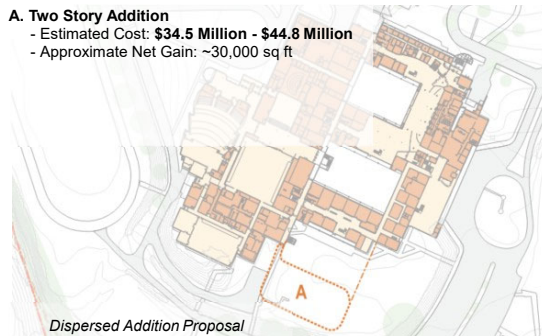 A. Two Story Addition
- Estimated Cost: $34.5 Million - $44.8 Million
- Approximate Net Gain: ~30,000 sq ft
A
Dispersed Addition Proposal